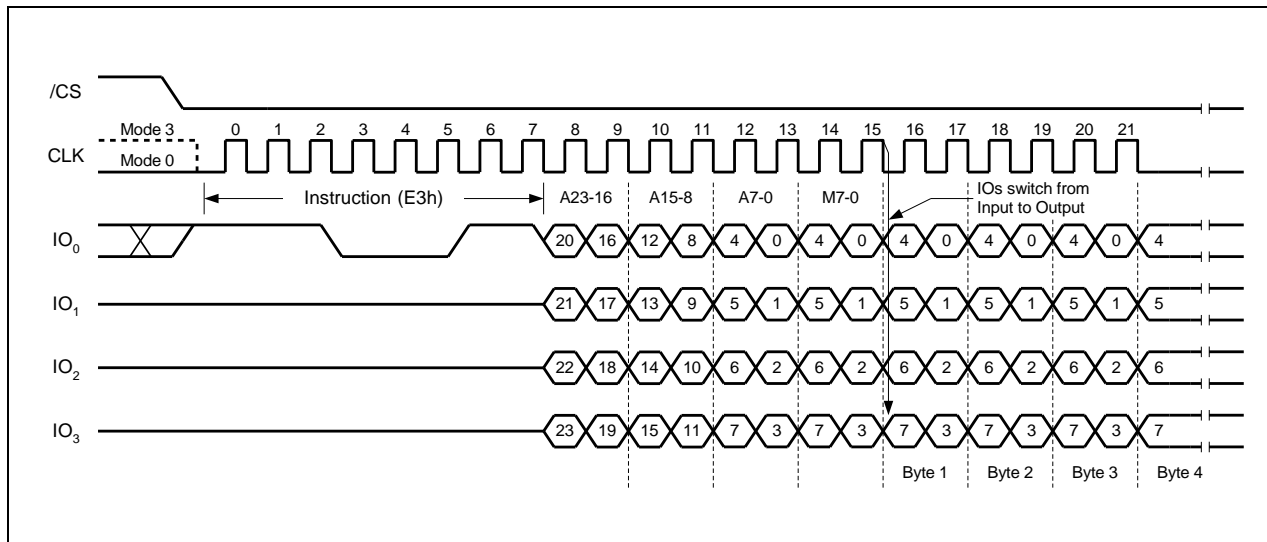 /CS
Mode 3 0 1 2 3 4 5 6 7 8 9 10 11 12 13 14 15 16 17 18 19 20 21
CLK Mode 0
Instruction (E3h) A23-16 A15-8 A7-0 M7-0 IOs switch from
Input to Output
IO0 20 16 12 8 4 0 4 0 4 0 4 0 4 0 4
IO1 21 17 13 9 5 1 5 1 5 1 5 1 5 1 5
IO2 22 18 14 10 6 2 6 2 6 2 6 2 6 2 6
IO3 23 19 15 11 7 3 7 3 7 3 7 3 7 3 7
Byte 1 Byte 2 Byte 3 Byte 4